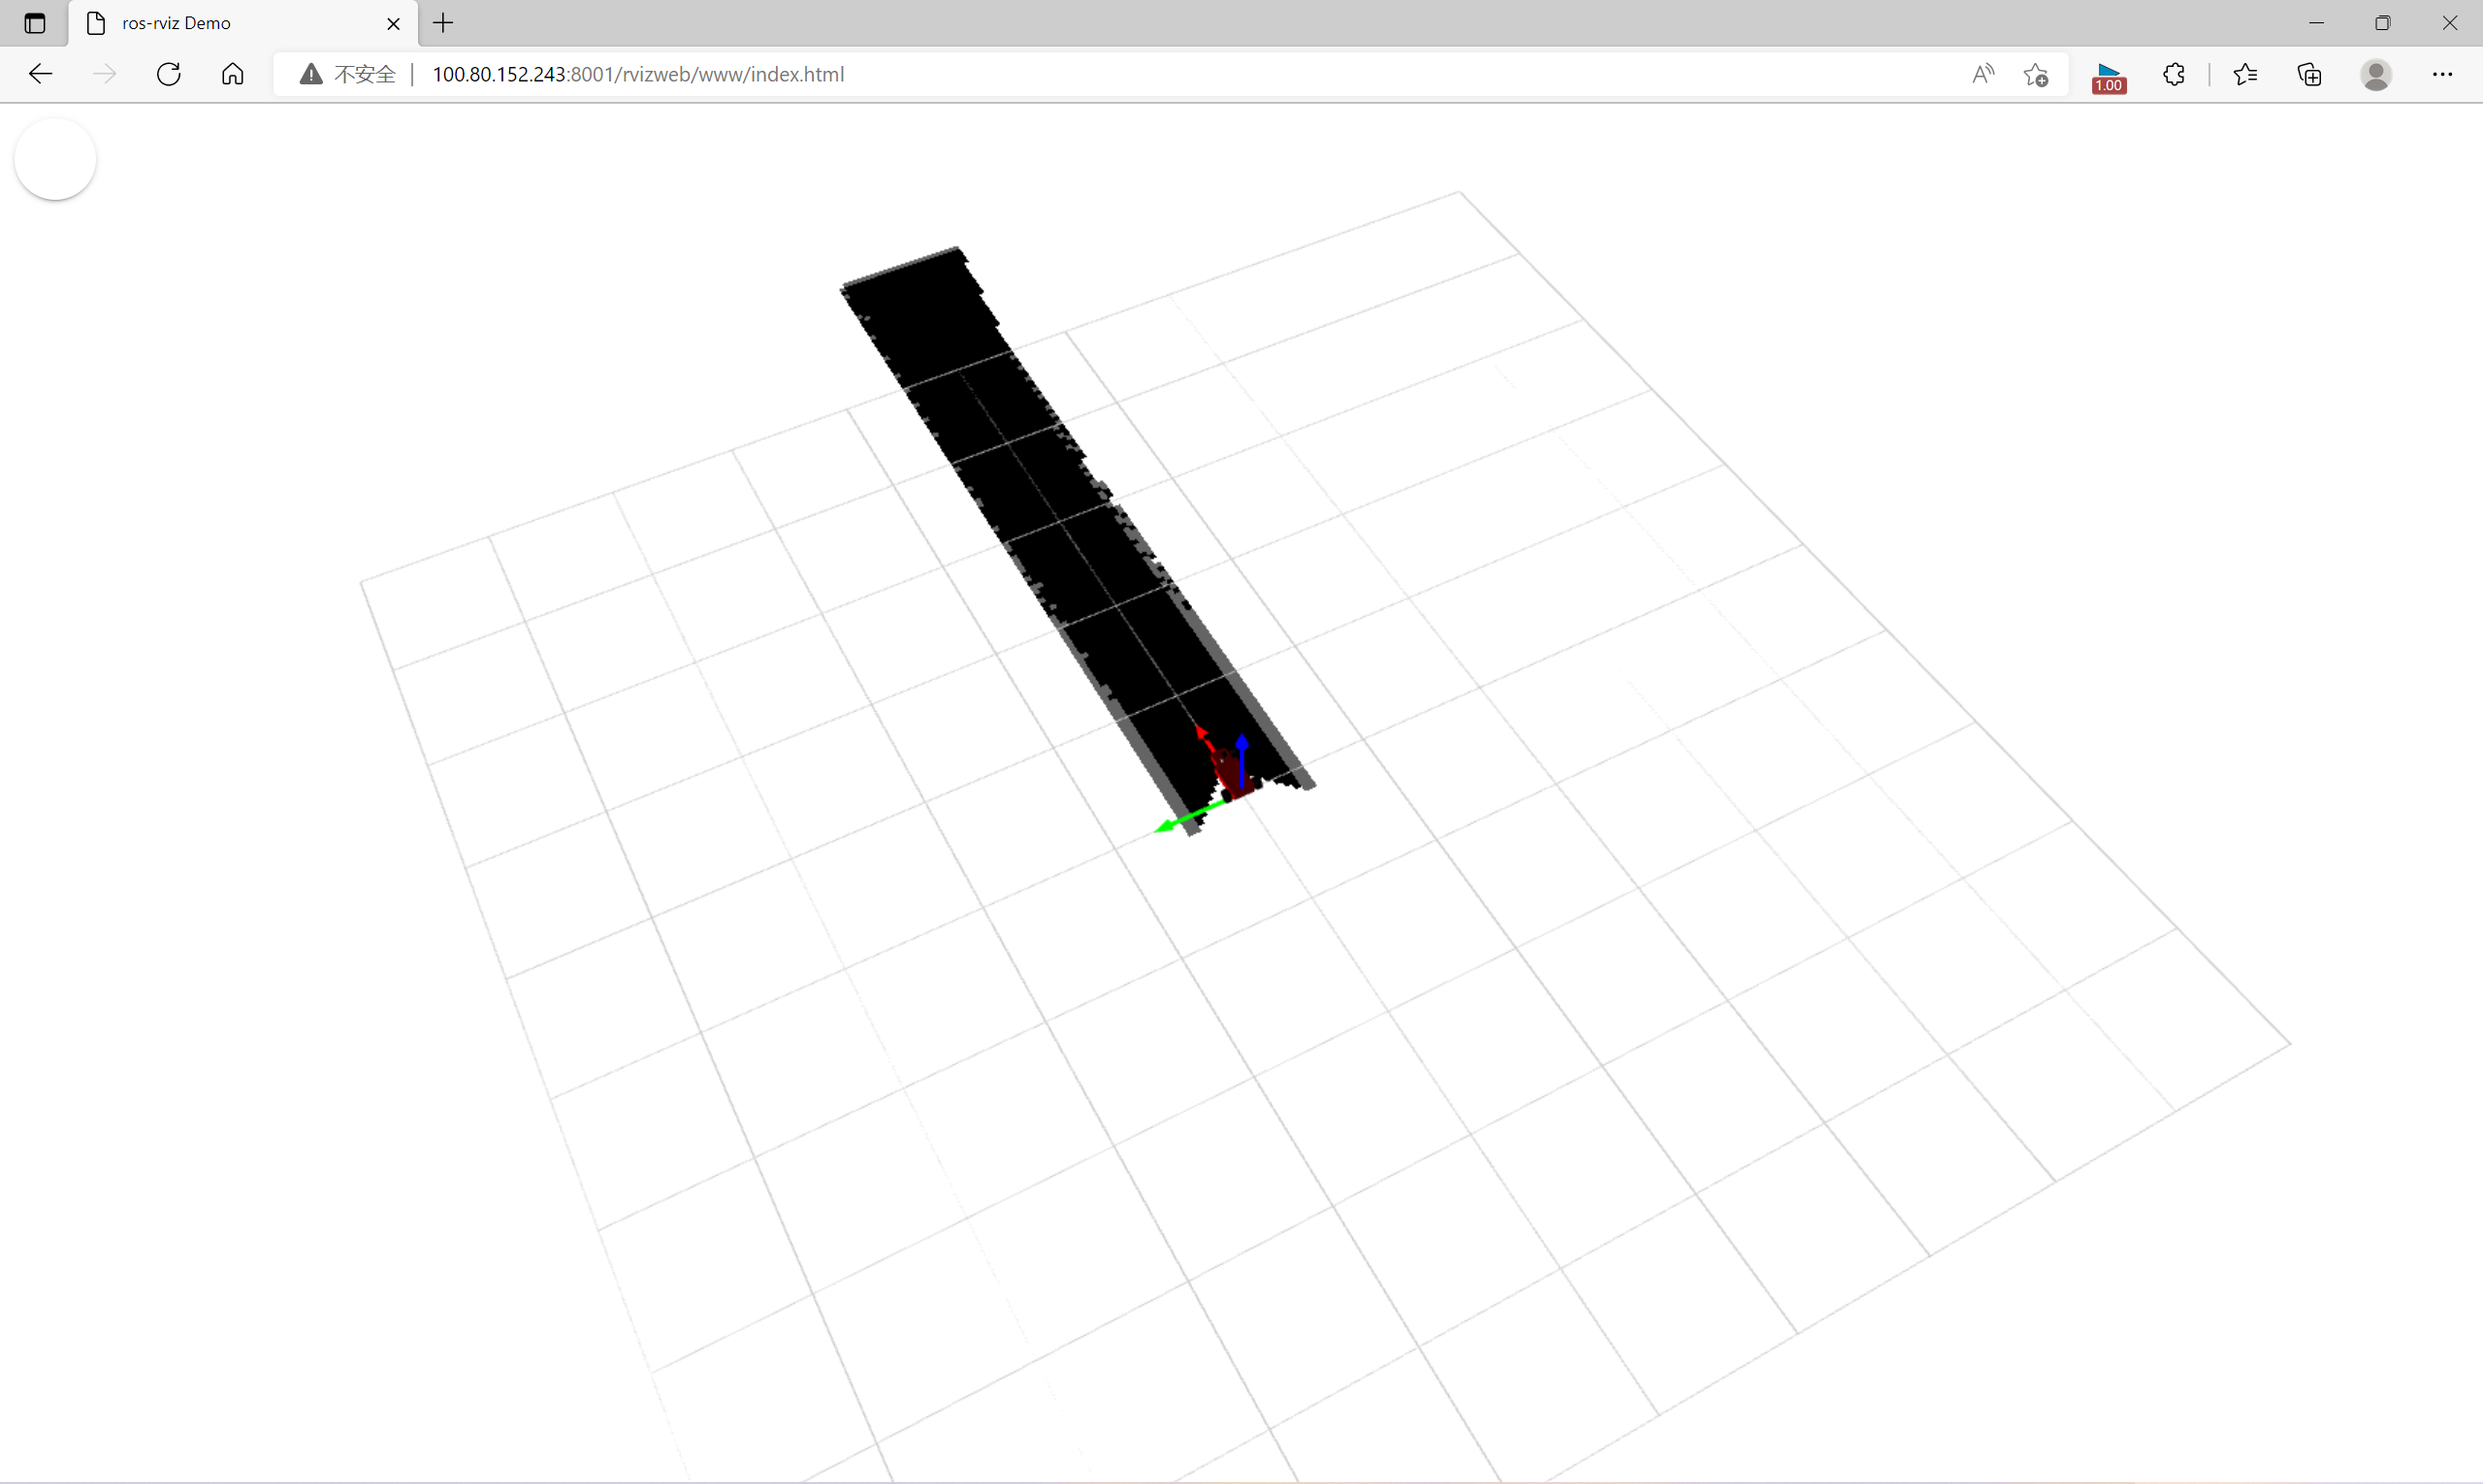 ros-rviz Demo
不安全 100.80.152.243:8001/rvizweb/www/index.html
1.00